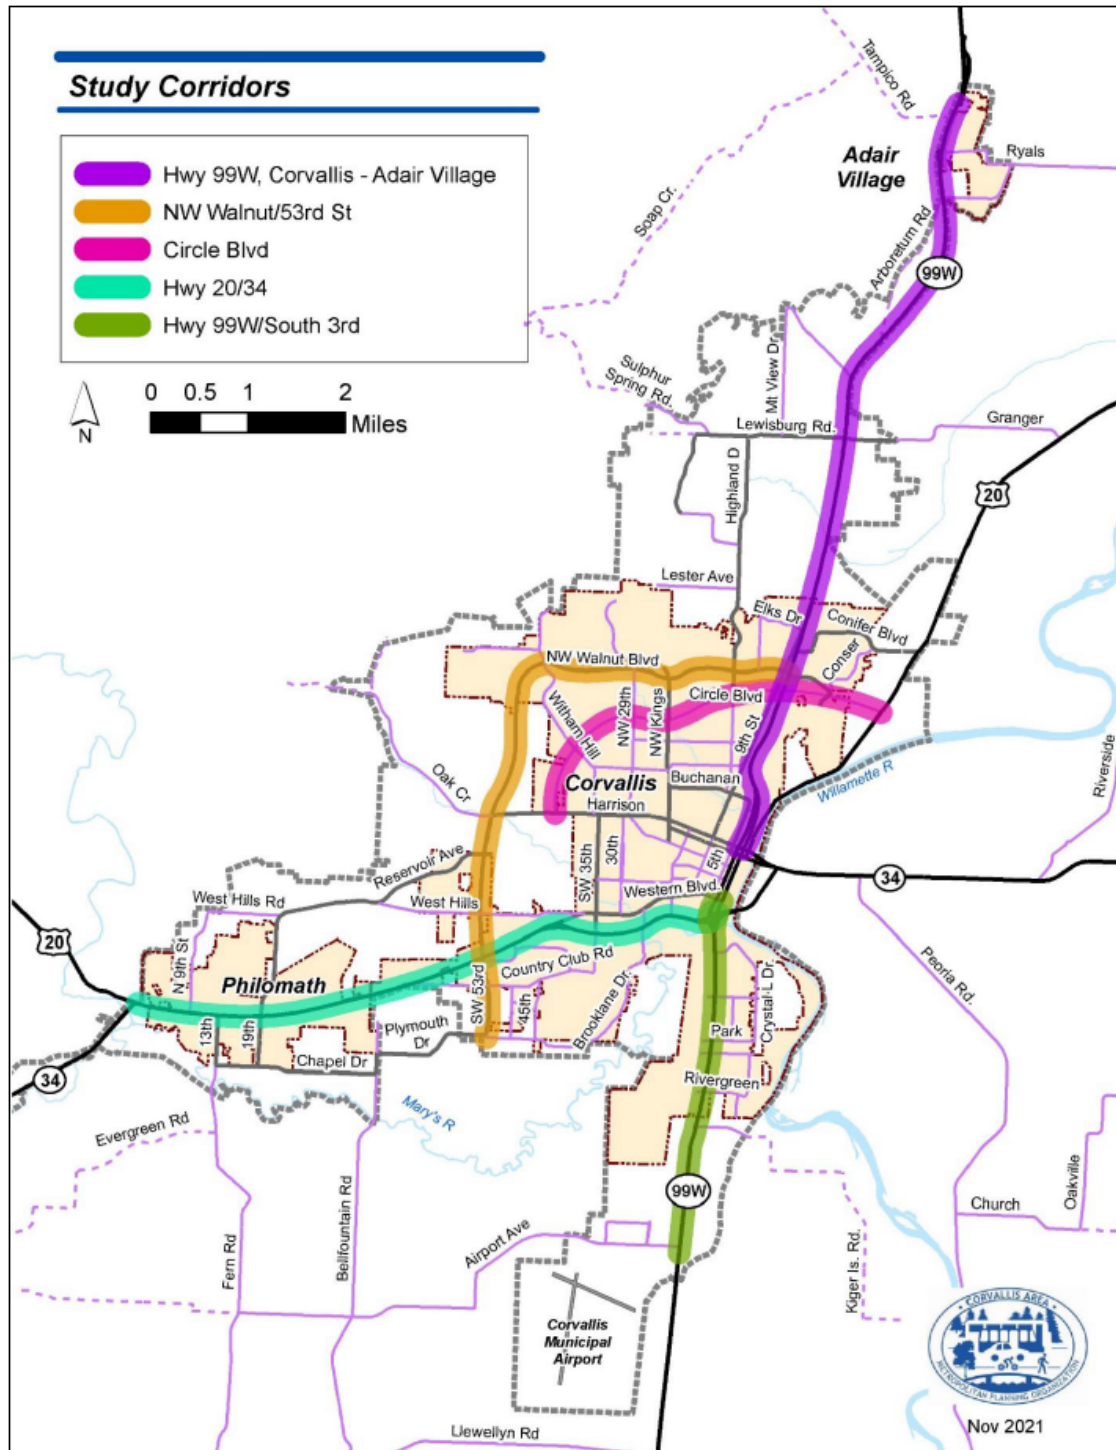 Study Corridors
Hwy 99W, Corvallis - Adair Village
NW Walnut/53rd St
Circle Blvd
Hwy 20/34
Hwy 99W/South 3rd
N
0 0.5 1 2
Miles
Tampico Rd
Adair
Village
Ryals
Soap Cr.
Arboretum Rd
99W
Mt View Dr
Sulphur
Spring Rd.
Lewisburg Rd.
Granger
Highland D
20
Lester Ave
Elks Dr
Conifer Blvd
Conser
NW Walnut Blvd
Circle Blvd
Witham Hill
NW 29th
NW Kings
9th St
Corvallis
Buchanan
Harrison
Oak Cr
Willamette R
Riverside
Reservoir Ave
SW 35th
30th
5th
34
Western Blvd.
West Hills Rd
West Hills
20
N 9th St
Philomath
SW 53rd
Country Club Rd
45th
Brooklane Dr.
Crystal L Dr.
Peoria Rd.
13th
19th
Plymouth
Dr
Park
Chapel Dr
Rivergreen
34
Mary's R
Evergreen Rd
99W
Church
Oakville
Fern Rd
Bellfountain Rd
Airport Ave
Kiger Is. Rd.
Corvallis
Municipal
Airport
CORVALLIS AREA
METROPOLITAN PLANNING ORGANIZATION
Nov 2021
Llewellyn Rd